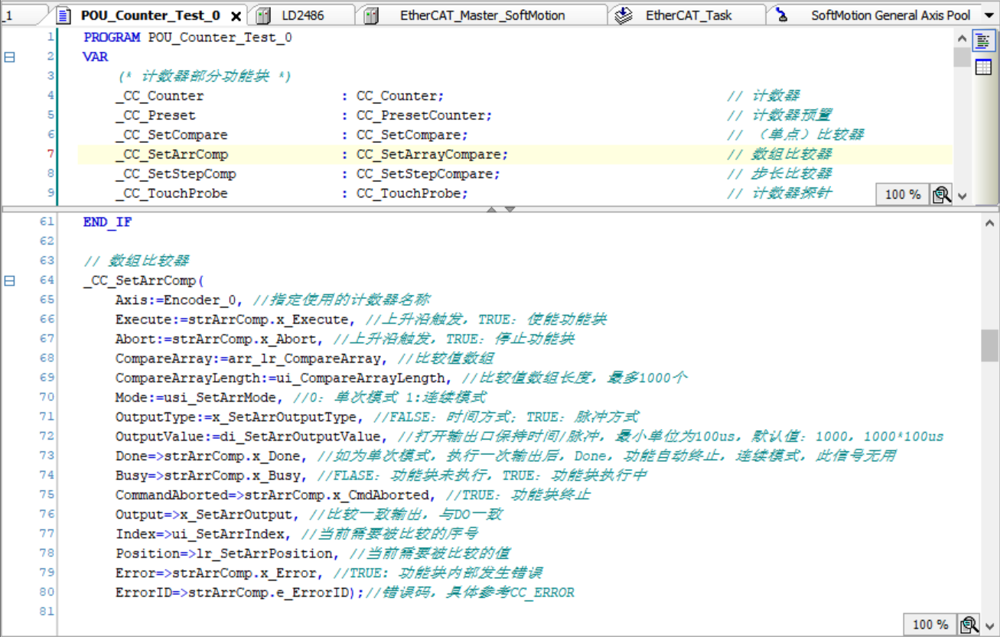 _1 POU_Counter_Test_0 LD2486 EtherCAT_Master_SoftMotion EtherCAT_Task SoftMotion General Axis Pool
1 PROGRAM POU_Counter_Test_0
2 VAR
3 (* 计数器部分功能块 *)
4 _CC_Counter : CC_Counter; // 计数器
5 _CC_Preset : CC_PresetCounter; // 计数器预置
6 _CC_SetCompare : CC_SetCompare; // （单点）比较器
7 _CC_SetArrComp : CC_SetArrayCompare; // 数组比较器
8 _CC_SetStepComp : CC_SetStepCompare; // 步长比较器
9 _CC_TouchProbe : CC_TouchProbe; // 计数器探针
100 %
61 END_IF
62
63 // 数组比较器
64 _CC_SetArrComp(
65 Axis:=Encoder_0, //指定使用的计数器名称
66 Execute:=strArrComp.x_Execute, //上升沿触发，TRUE：使能功能块
67 Abort:=strArrComp.x_Abort, //上升沿触发，TRUE：停止功能块
68 CompareArray:=arr_lr_CompareArray, //比较值数组
69 CompareArrayLength:=ui_CompareArrayLength, //比较值数组长度，最多1000个
70 Mode:=usi_SetArrMode, //0：单次模式 1:连续模式
71 OutputType:=x_SetArrOutputType, //FALSE：时间方式；TRUE：脉冲方式
72 OutputValue:=di_SetArrOutputValue, //打开输出口保持时间/脉冲，最小单位为100us，默认值：1000，1000*100us
73 Done=>strArrComp.x_Done, //如为单次模式，执行一次输出后，Done，功能自动终止，连续模式，此信号无用
74 Busy=>strArrComp.x_Busy, //FLASE：功能块未执行，TRUE：功能块执行中
75 CommandAborted=>strArrComp.x_CmdAborted, //TRUE：功能块终止
76 Output=>x_SetArrOutput, //比较一致输出，与DO一致
77 Index=>ui_SetArrIndex, //当前需要被比较的序号
78 Position=>lr_SetArrPosition, //当前需要被比较的值
79 Error=>strArrComp.x_Error, //TRUE：功能块内部发生错误
80 ErrorID=>strArrComp.e_ErrorID);//错误码，具体参考CC_ERROR
81
100 %